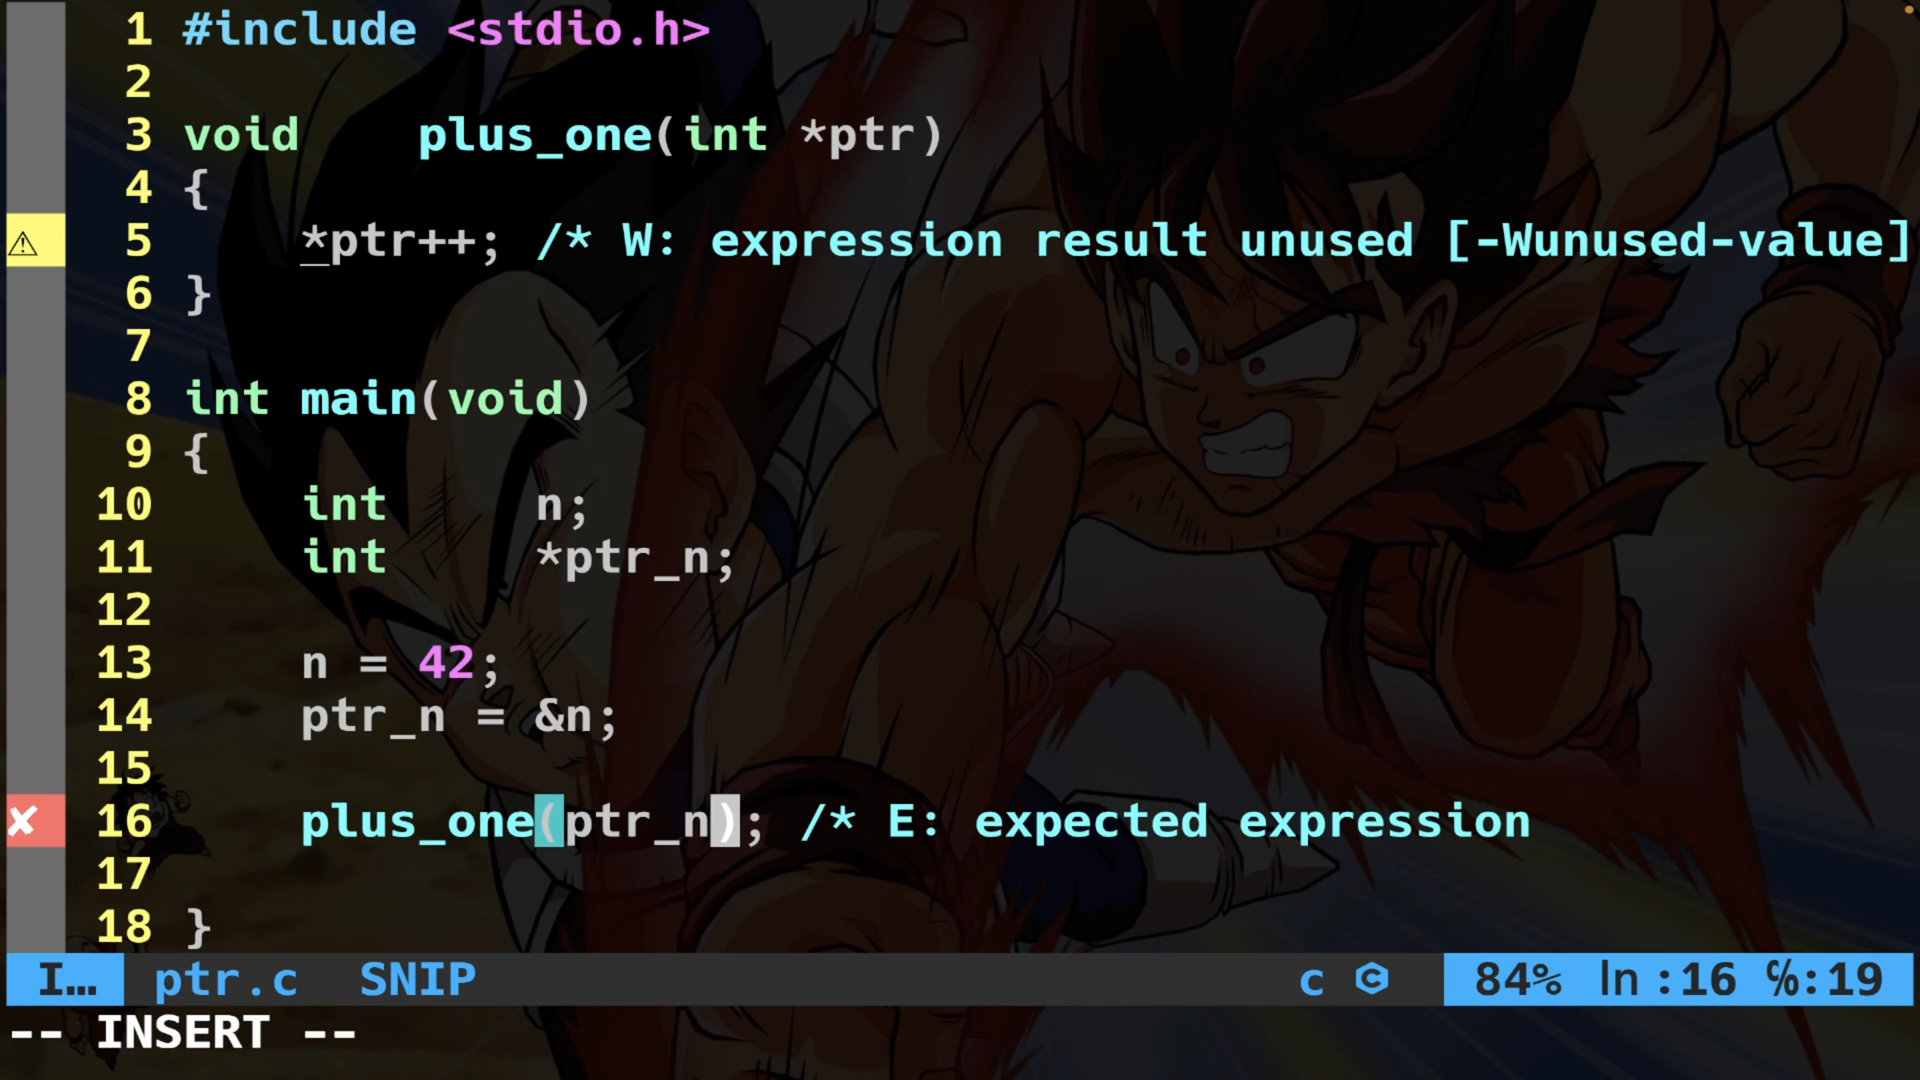 1 #include <stdio.h>
2
3 void plus_one(int *ptr)
4 {
⚠ 5 *ptr++; /* W: expression result unused [-Wunused-value]
6 }
7
8 int main(void)
9 {
10 int n;
11 int *ptr_n;
12
13 n = 42;
14 ptr_n = &n;
15
✘ 16 plus_one(ptr_n); /* E: expected expression
17
18 }
I… ptr.c SNIP c 84% ln :16 ℅:19
-- INSERT --